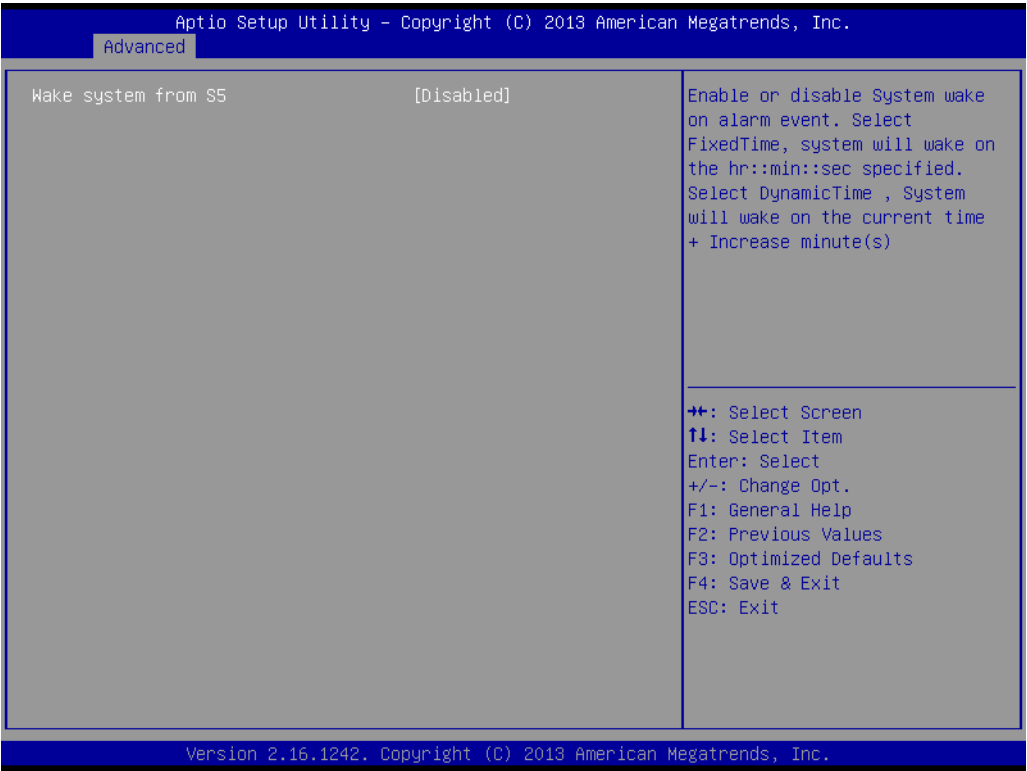 Aptio Setup Utility – Copyright (C) 2013 American Megatrends, Inc.
Advanced
Wake system from S5 [Disabled]
Enable or disable System wake
on alarm event. Select
FixedTime, system will wake on
the hr::min::sec specified.
Select DynamicTime , System
will wake on the current time
+ Increase minute(s)
→←: Select Screen
↑↓: Select Item
Enter: Select
+/-: Change Opt.
F1: General Help
F2: Previous Values
F3: Optimized Defaults
F4: Save & Exit
ESC: Exit
Version 2.16.1242. Copyright (C) 2013 American Megatrends, Inc.